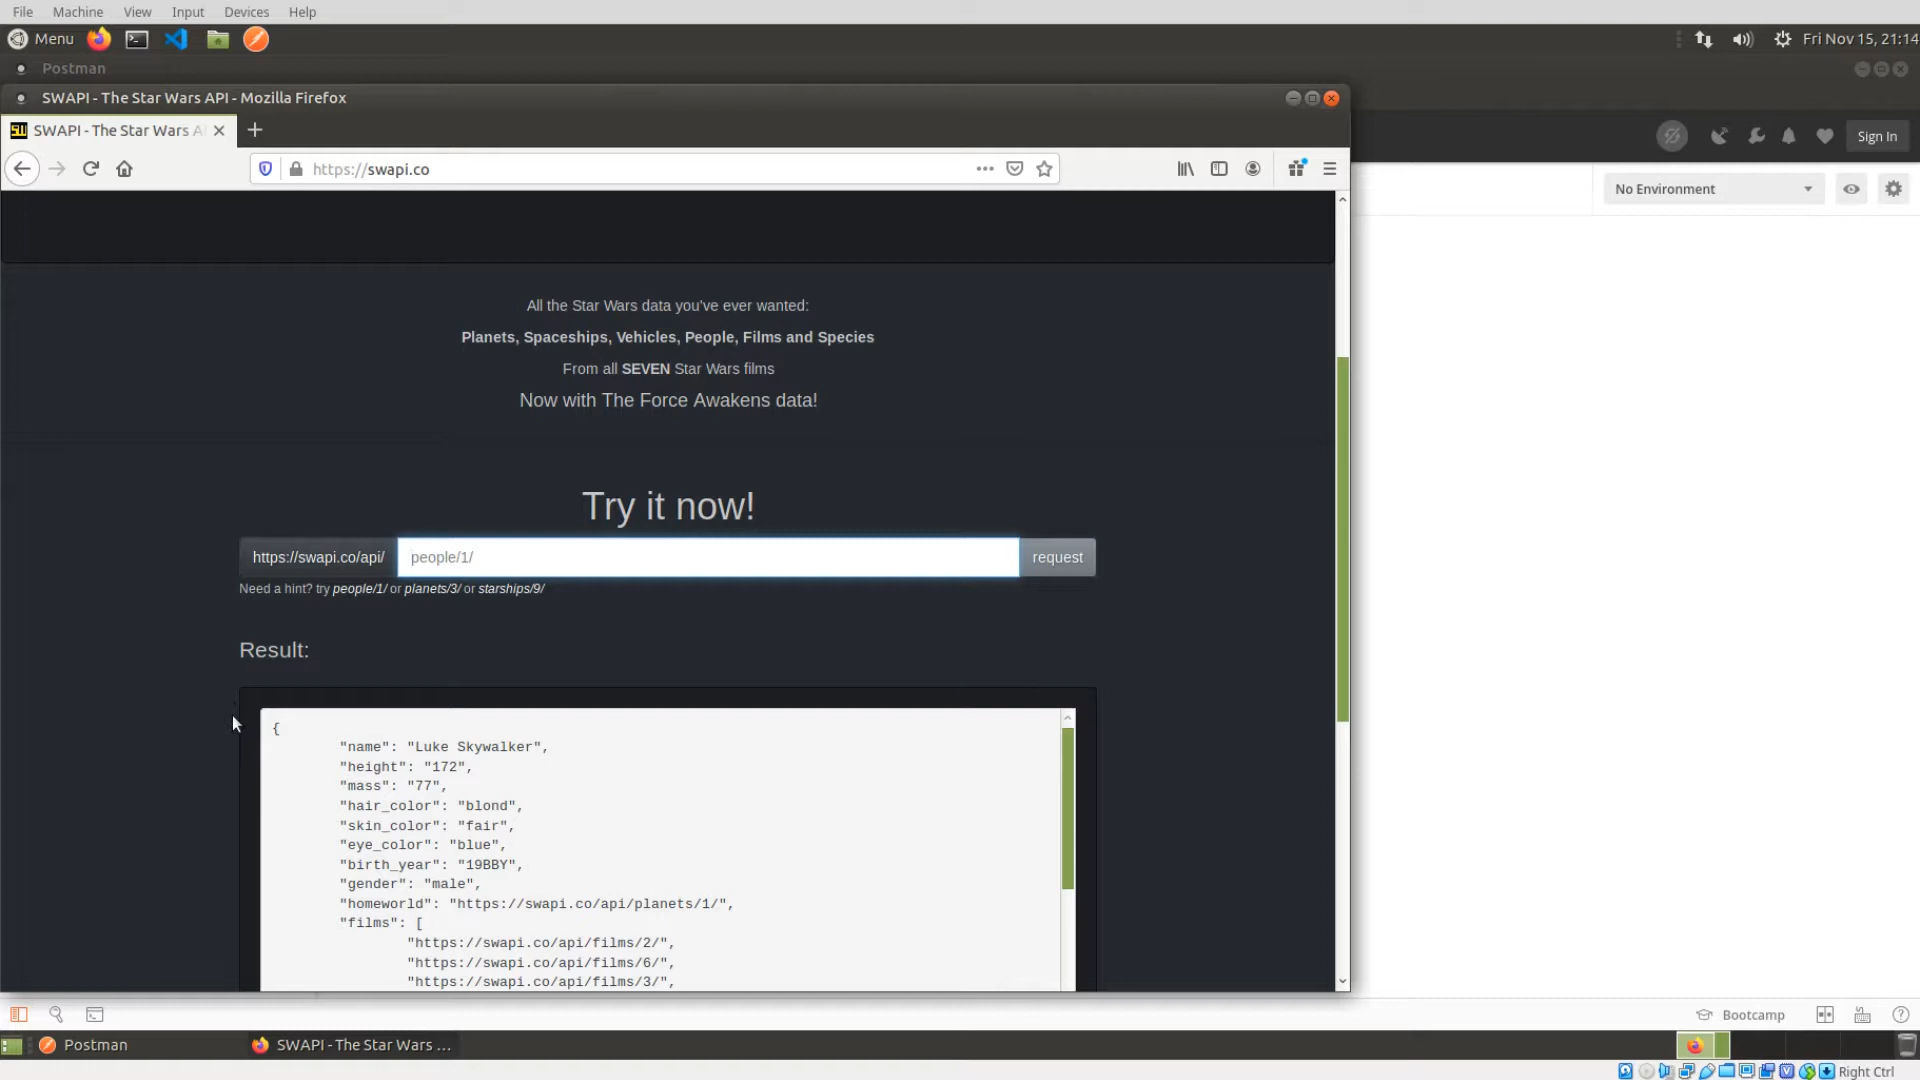 File Machine View Input Devices Help
Menu Fri Nov 15, 21:14
Postman
SWAPI - The Star Wars API - Mozilla Firefox
SWAPI - The Star Wars A
Sign In
https://swapi.co
No Environment
All the Star Wars data you've ever wanted:
Planets, Spaceships, Vehicles, People, Films and Species
From all SEVEN Star Wars films
Now with The Force Awakens data!
Try it now!
https://swapi.co/api/ people/1/ request
Need a hint? try people/1/ or planets/3/ or starships/9/
Result:
{
"name": "Luke Skywalker",
"height": "172",
"mass": "77",
"hair_color": "blond",
"skin_color": "fair",
"eye_color": "blue",
"birth_year": "19BBY",
"gender": "male",
"homeworld": "https://swapi.co/api/planets/1/",
"films": [
"https://swapi.co/api/films/2/",
"https://swapi.co/api/films/6/",
"https://swapi.co/api/films/3/",
Bootcamp
Postman SWAPI - The Star Wars ...
Right Ctrl